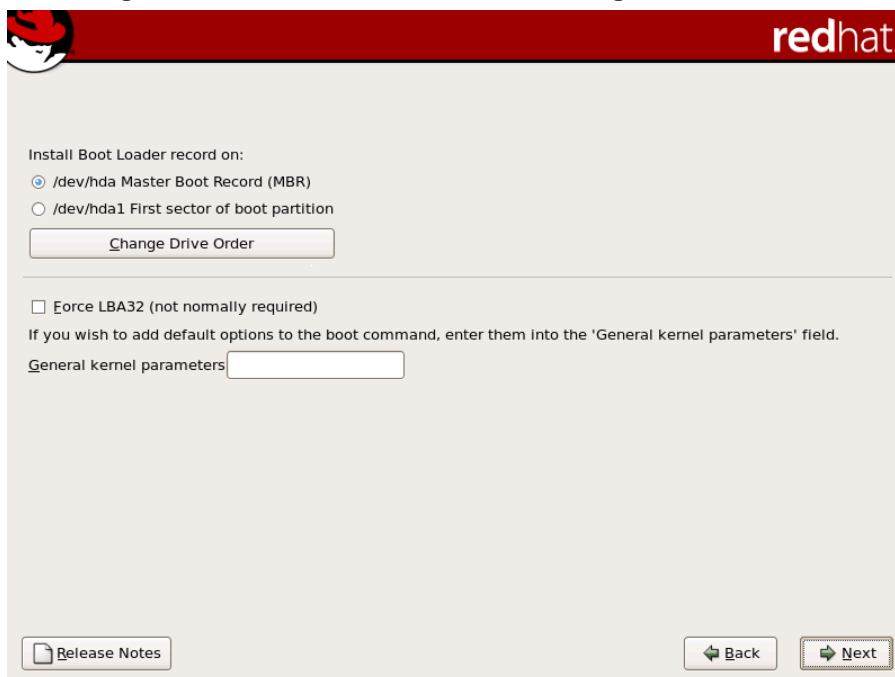 redhat
Install Boot Loader record on:
/dev/hda Master Boot Record (MBR)
/dev/hda1 First sector of boot partition
Change Drive Order
Force LBA32 (not normally required)
If you wish to add default options to the boot command, enter them into the 'General kernel parameters' field.
General kernel parameters
Release Notes
Back
Next